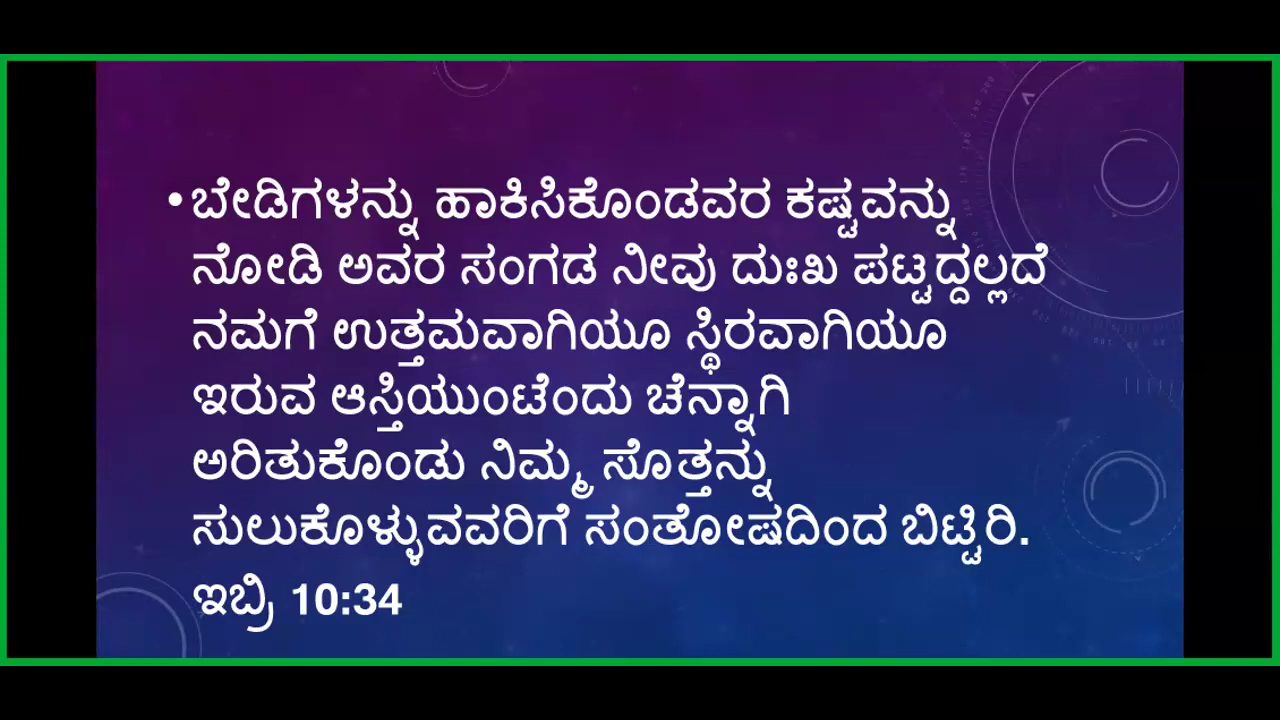 •ಬೇಡಿಗಳನ್ನು ಹಾಕಿಸಿಕೊಂಡವರ ಕಷ್ಟವನ್ನು
ನೋಡಿ ಅವರ ಸಂಗಡ ನೀವು ದುಃಖ ಪಟ್ಟದ್ದಲ್ಲದೆ
ನಮಗೆ ಉತ್ತಮವಾಗಿಯೂ ಸ್ಥಿರವಾಗಿಯೂ
ಇರುವ ಆಸ್ತಿಯುಂಟೆಂದು ಚೆನ್ನಾಗಿ
ಅರಿತುಕೊಂಡು ನಿಮ್ಮ ಸೊತ್ತನ್ನು
ಸುಲುಕೊಳ್ಳುವವರಿಗೆ ಸಂತೋಷದಿಂದ ಬಿಟ್ಟಿರಿ.
ಇಬ್ರಿ 10:34